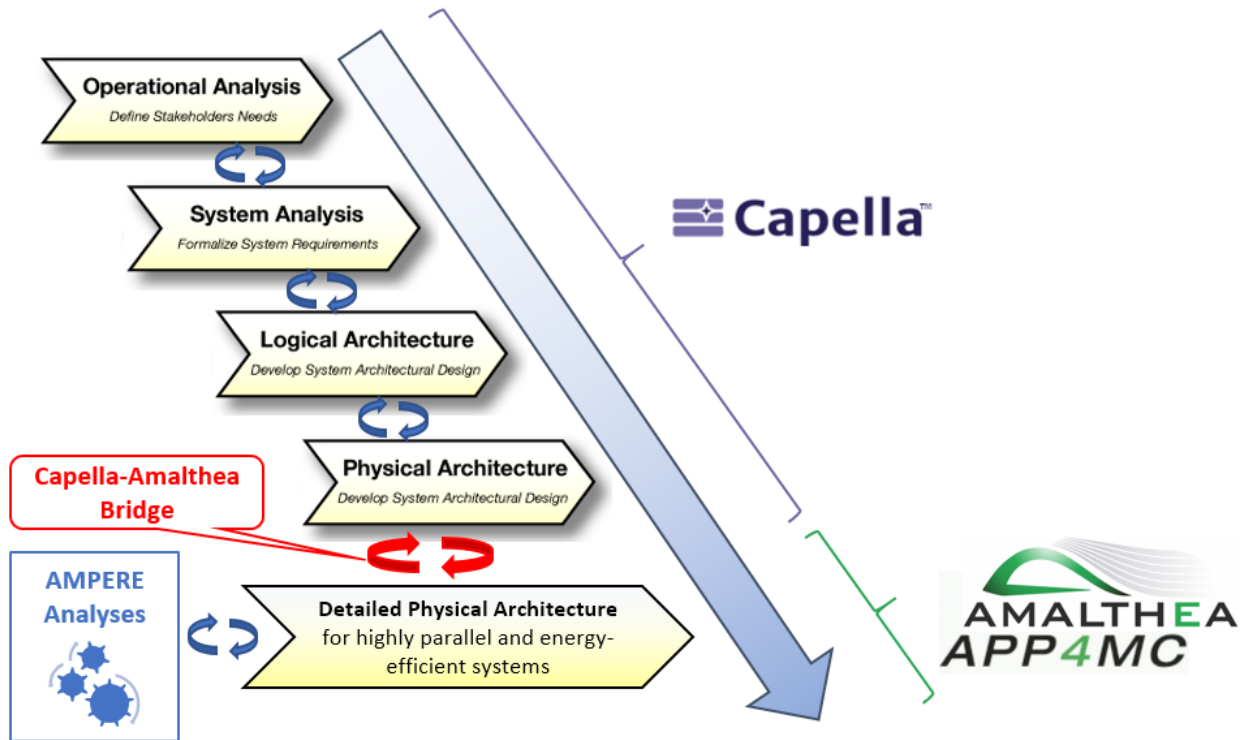 Operational Analysis
Define Stakeholders Needs
System Analysis
Formalize System Requirements
Capella™
Logical Architecture
Develop System Architectural Design
Physical Architecture
Develop System Architectural Design
Capella-Amalthea
Bridge
AMPERE
Analyses
Detailed Physical Architecture
for highly parallel and energy-
efficient systems
AMALTHEA
APP4MC